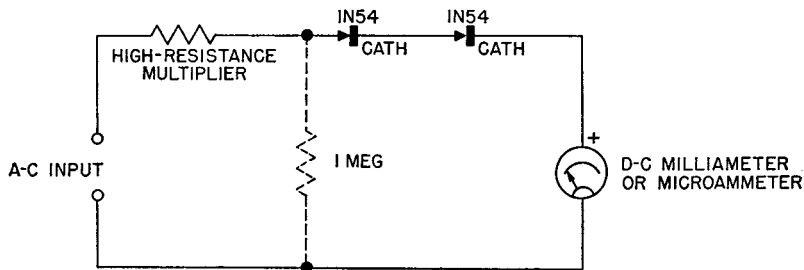 IN54
IN54
CATH
CATH
HIGH-RESISTANCE
MULTIPLIER
A-C INPUT
I MEG
+
D-C MILLIAMETER
OR MICROAMMETER